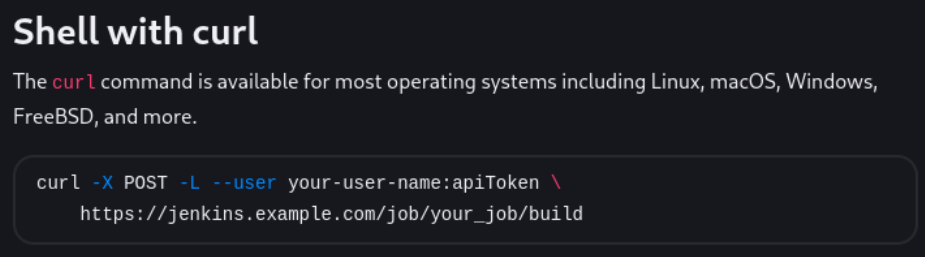 Shell with curl
The curl command is available for most operating systems including Linux, macOS, Windows,
FreeBSD, and more.
curl -X POST -L --user your-user-name:apiToken \
https://jenkins.example.com/job/your_job/build